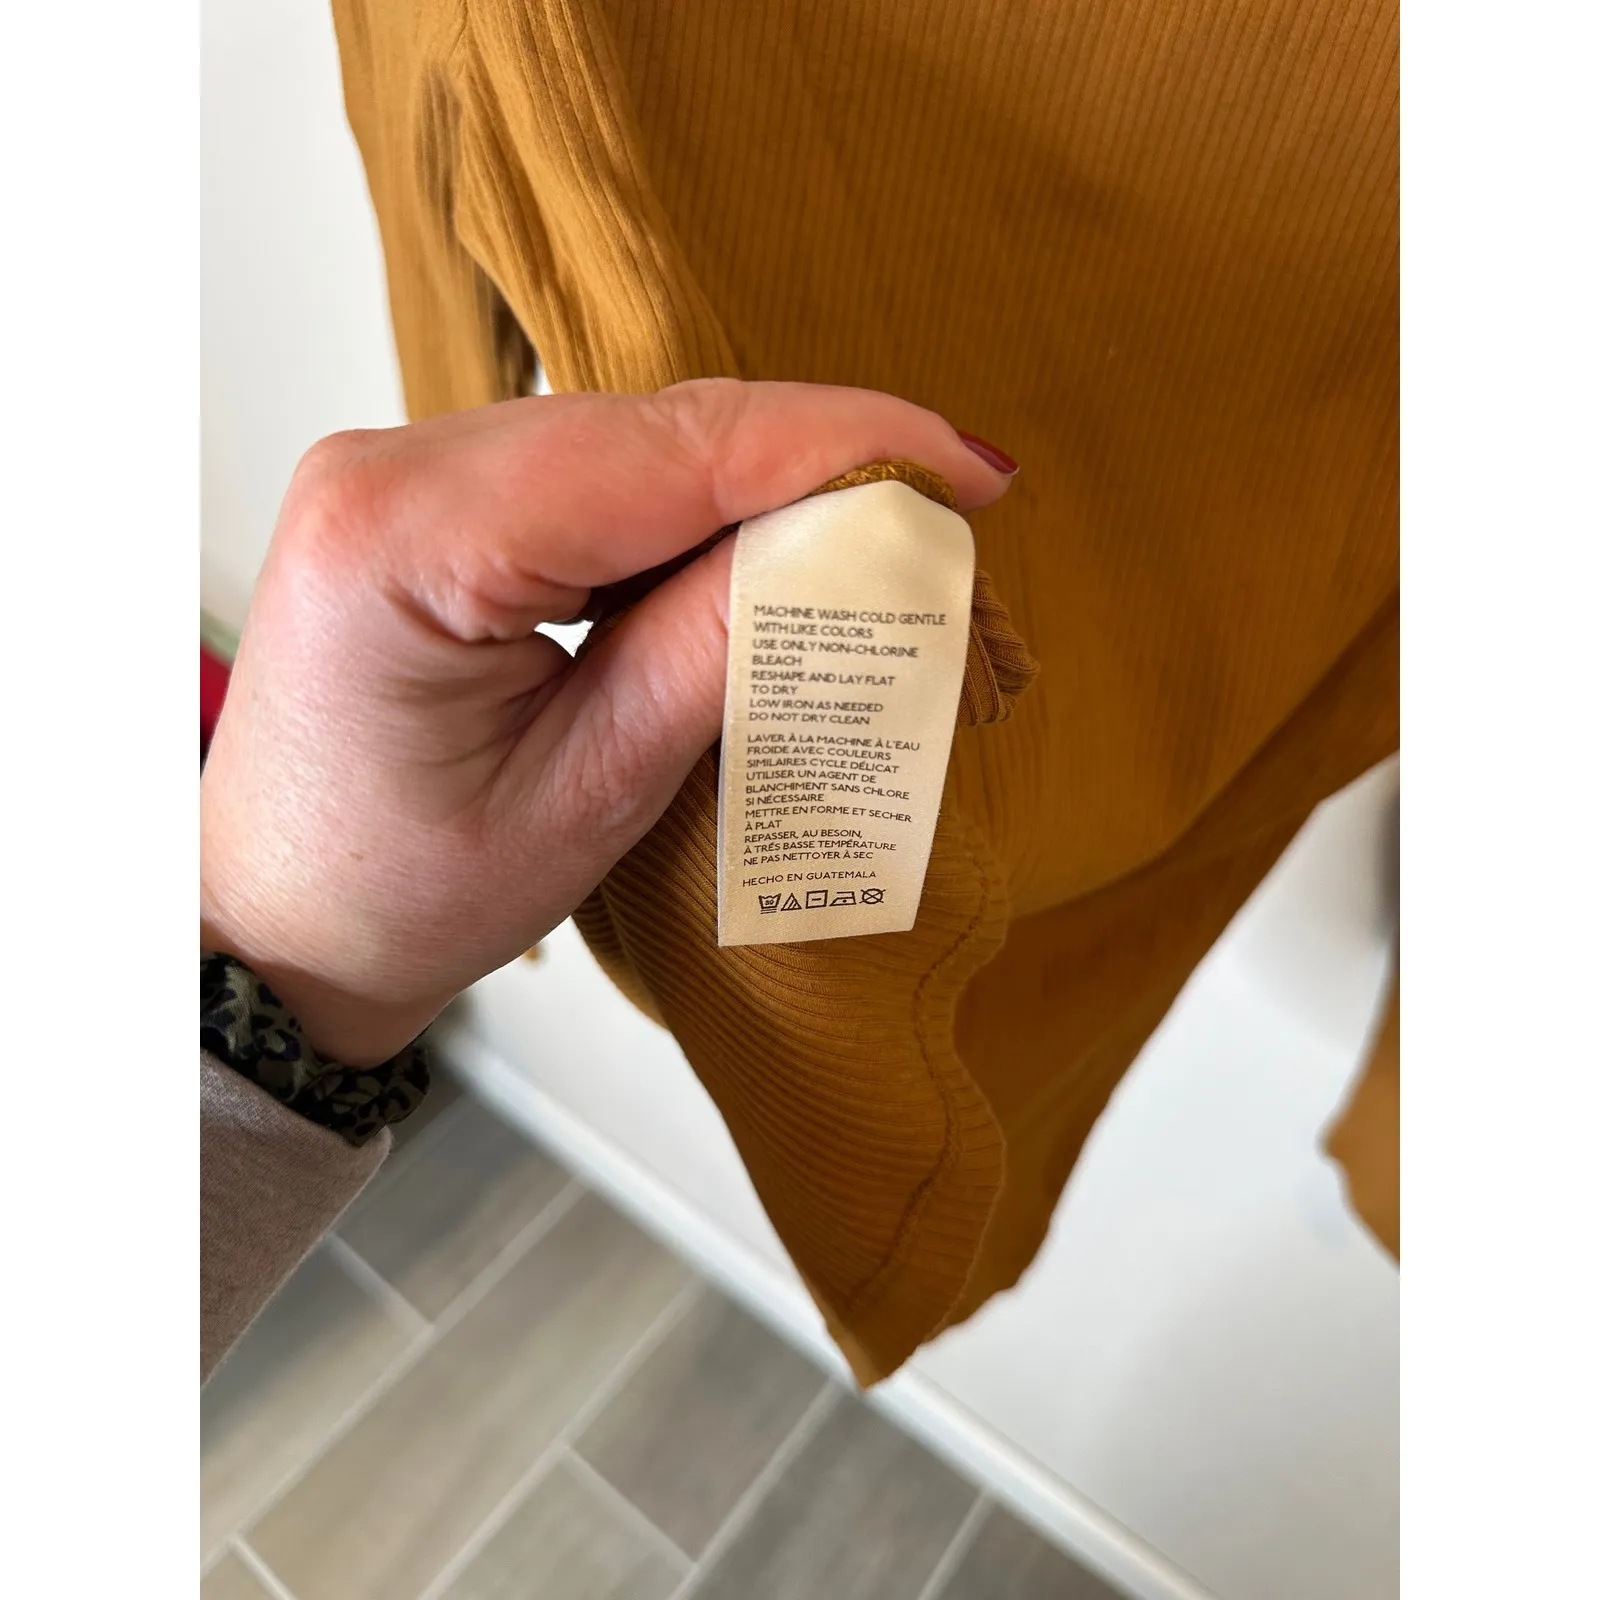 MACHINE WASH COLD GENTLE
WITH LIKE COLORS
USE ONLY NON-CHLORINE
BLEACH
RESHAPE AND LAY FLAT
TO DRY
LOW IRON AS NEEDED
DO NOT DRY CLEAN
LAVER À LA MACHINE À L'EAU
FROIDE AVEC COULEURS
SIMILAIRES CYCLE DÉLICAT
UTILISER UN AGENT DE
BLANCHIMENT SANS CHLORE
SI NÉCESSAIRE
METTRE EN FORME ET SECHER
À PLAT
REPASSER, AU BESOIN,
À TRÉS BASSE TEMPÉRATURE
NE PAS NETTOYER À SEC
HECHO EN GUATEMALA
30